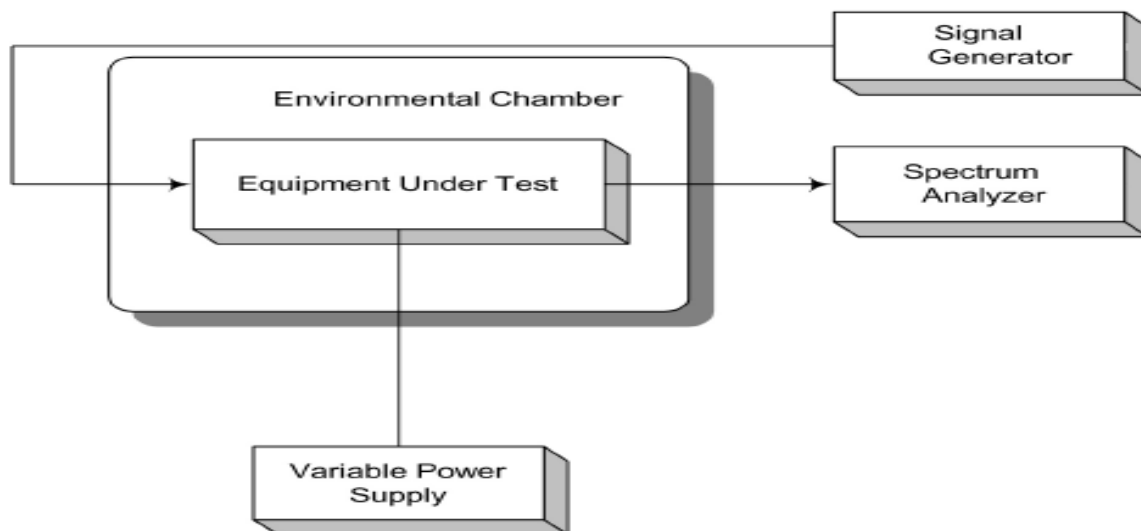 Signal
Generator
Environmental Chamber
Equipment Under Test
Spectrum
Analyzer
Variable Power
Supply